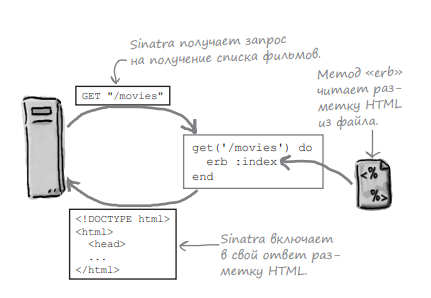 Sinatra получает запрос
на получение списка фильмов.
GET "/movies"
Метод «erb»
читает раз-
метку HTML
из файла.
get('/movies') do
  erb :index
end
<%
%>
<!DOCTYPE html>
<html>
  <head>
  ...
</html>
Sinatra включает
в свой ответ раз-
метку HTML.